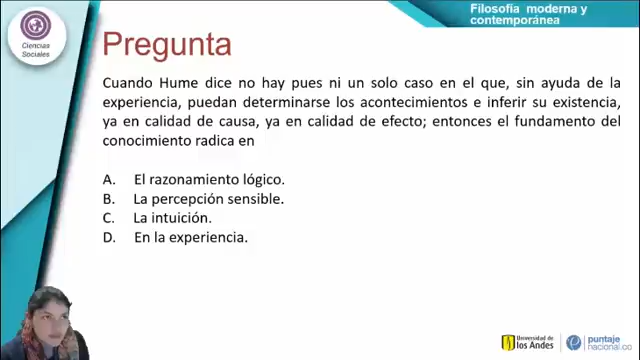 Filosofía moderna y
contemporánea
Ciencias
Sociales
Pregunta
Cuando Hume dice no hay pues ni un solo caso en el que, sin ayuda de la
experiencia, puedan determinarse los acontecimientos e inferir su existencia,
ya en calidad de causa, ya en calidad de efecto; entonces el fundamento del
conocimiento radica en
A. El razonamiento lógico.
B. La percepción sensible.
C. La intuición.
D. En la experiencia.
Universidad de
los Andes
puntaje
nacional.co